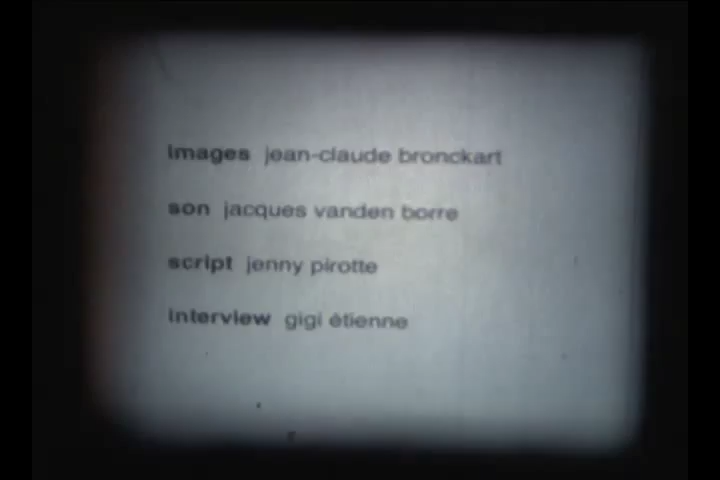 images jean-claude bronckart
son jacques vanden borre
script jenny pirotte
interview gigi étienne